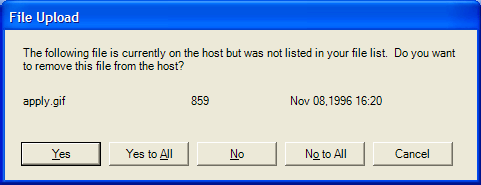 File Upload
The following file is currently on the host but was not listed in your file list.  Do you want
to remove this file from the host?
apply.gif 859 Nov 08,1996 16:20
Yes Yes to All No No to All Cancel